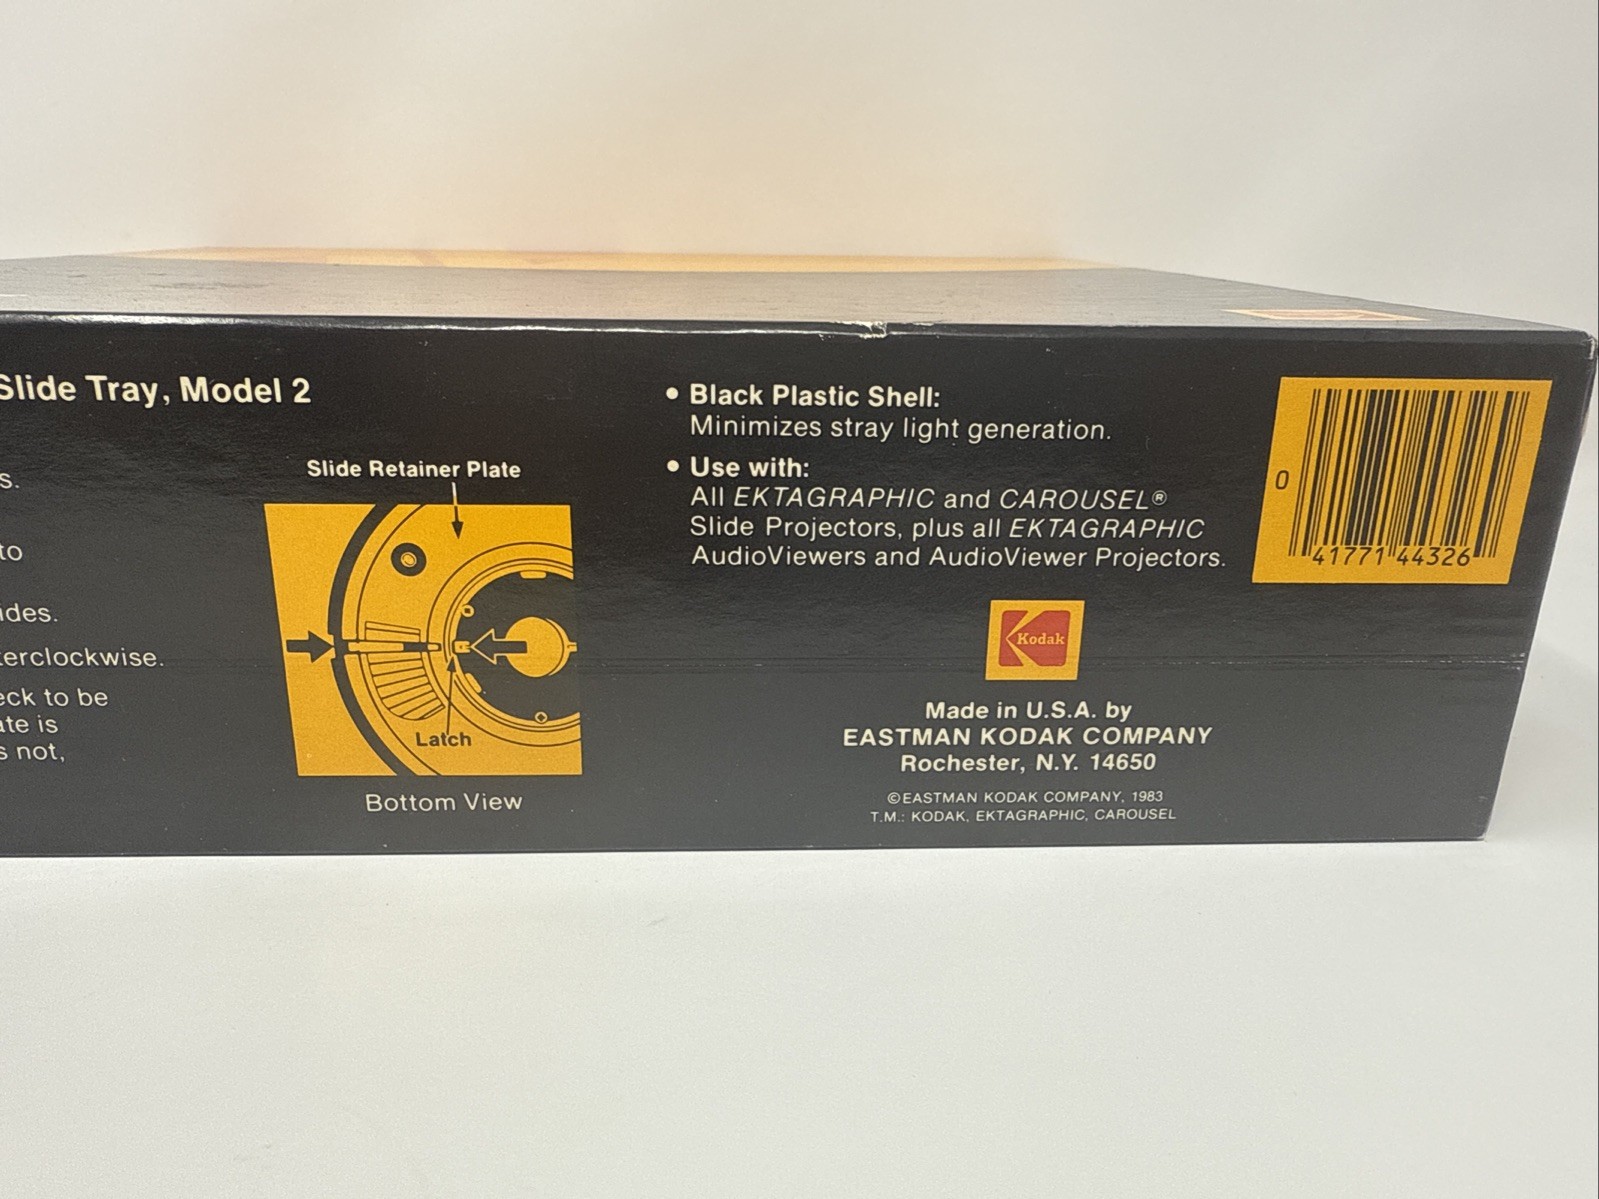 Slide Tray, Model 2
s.
to
ides.
terclockwise.
eck to be
ate is
s not,
Slide Retainer Plate
Latch
Bottom View
• Black Plastic Shell:
Minimizes stray light generation.
• Use with:
All EKTAGRAPHIC and CAROUSEL®
Slide Projectors, plus all EKTAGRAPHIC
AudioViewers and AudioViewer Projectors.
0
41771 44326
Kodak
Made in U.S.A. by
EASTMAN KODAK COMPANY
Rochester, N.Y. 14650
©EASTMAN KODAK COMPANY, 1983
T.M.: KODAK, EKTAGRAPHIC, CAROUSEL